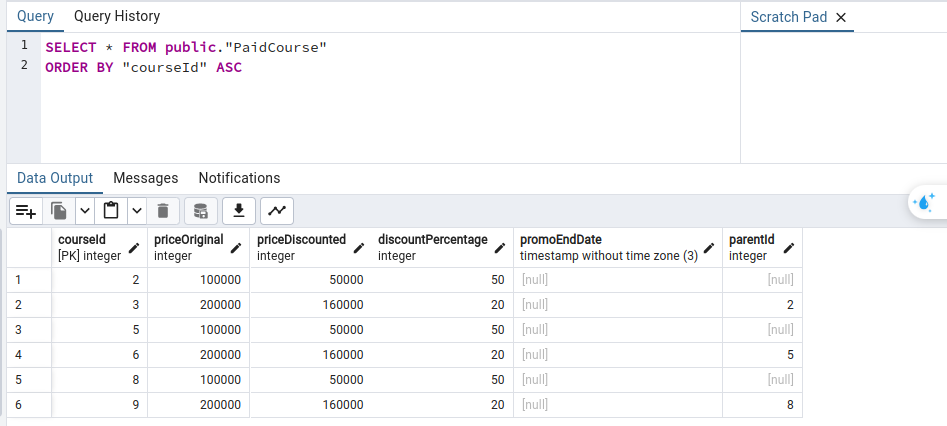 Query Query History Scratch Pad
1 SELECT * FROM public."PaidCourse"
2 ORDER BY "courseId" ASC
Data Output Messages Notifications
courseId priceOriginal priceDiscounted discountPercentage promoEndDate parentId
[PK] integer integer integer integer timestamp without time zone (3) integer
1 2 100000 50000 50 [null] [null]
2 3 200000 160000 20 [null] 2
3 5 100000 50000 50 [null] [null]
4 6 200000 160000 20 [null] 5
5 8 100000 50000 50 [null] [null]
6 9 200000 160000 20 [null] 8